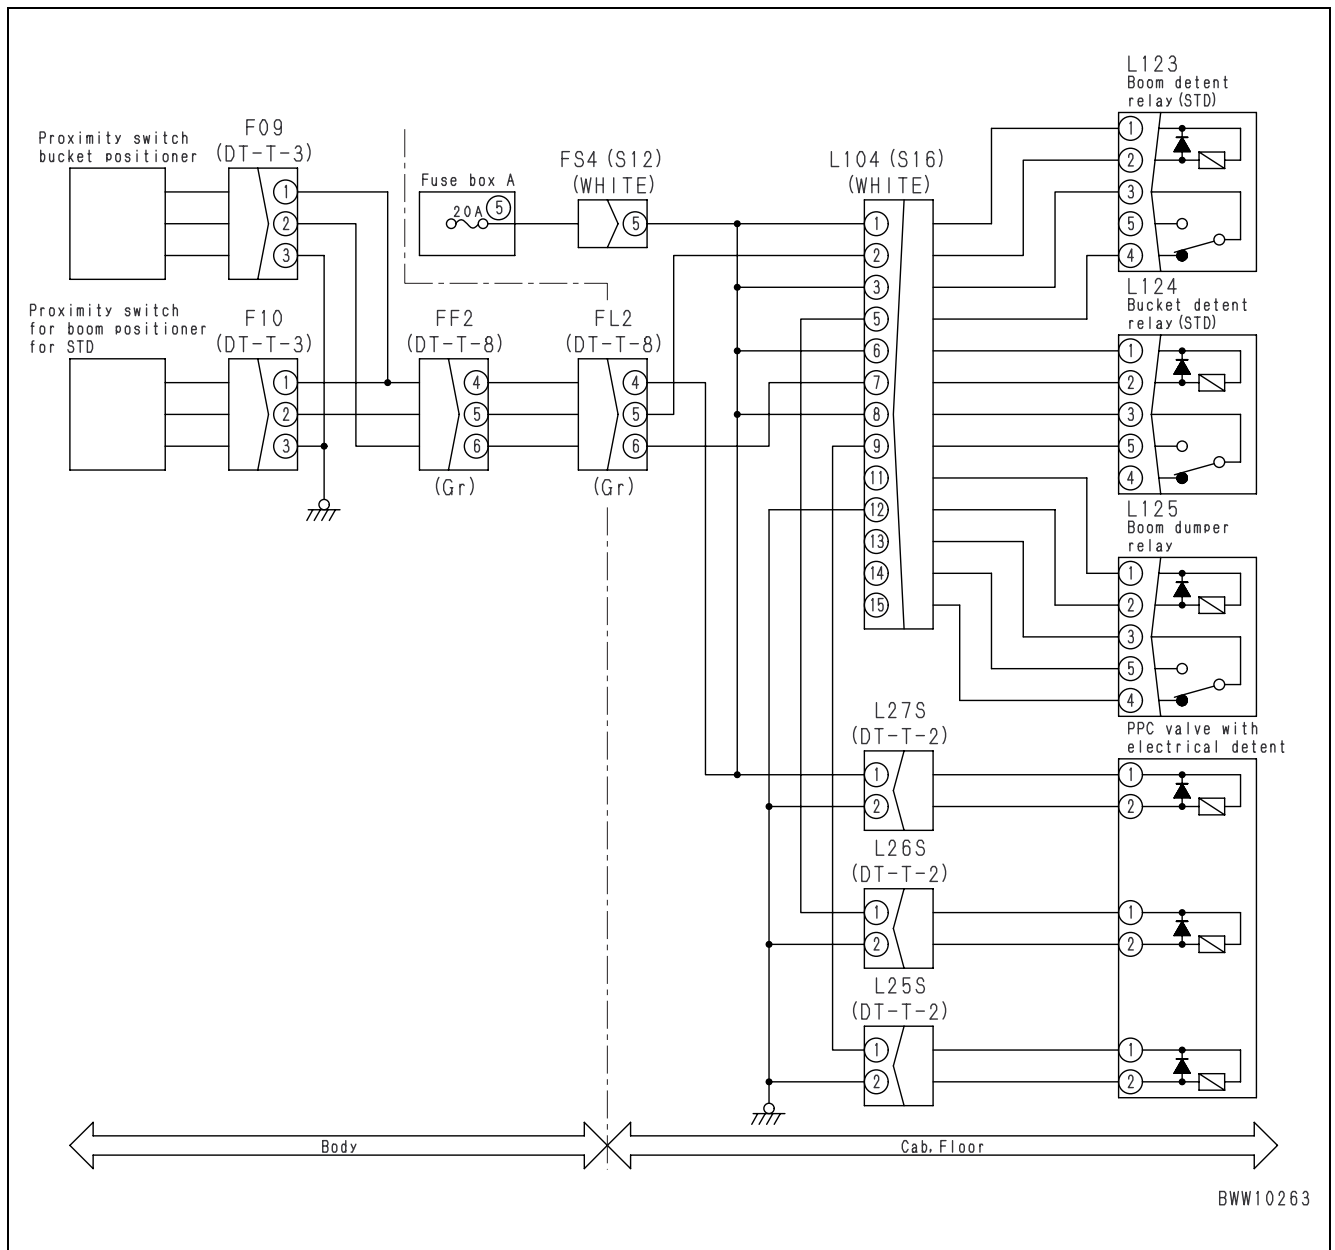 Proximity switch
bucket positioner
F09
(DT-T-3)
1
2
3
Proximity switch
for boom positioner
for STD
F10
(DT-T-3)
1
2
3
Fuse box A
20A
5
FS4(S12)
(WHITE)
5
FF2
(DT-T-8)
4
5
6
(Gr)
FL2
(DT-T-8)
4
5
6
(Gr)
L104(S16)
(WHITE)
1
2
3
5
6
7
8
9
11
12
13
14
15
L123
Boom detent
relay(STD)
1
2
3
5
4
L124
Bucket detent
relay(STD)
1
2
3
5
4
L125
Boom dumper
relay
1
2
3
5
4
L27S
(DT-T-2)
1
2
L26S
(DT-T-2)
1
2
L25S
(DT-T-2)
1
2
PPC valve with
electrical detent
1
2
1
2
1
2
Body
Cab,Floor
BWW10263